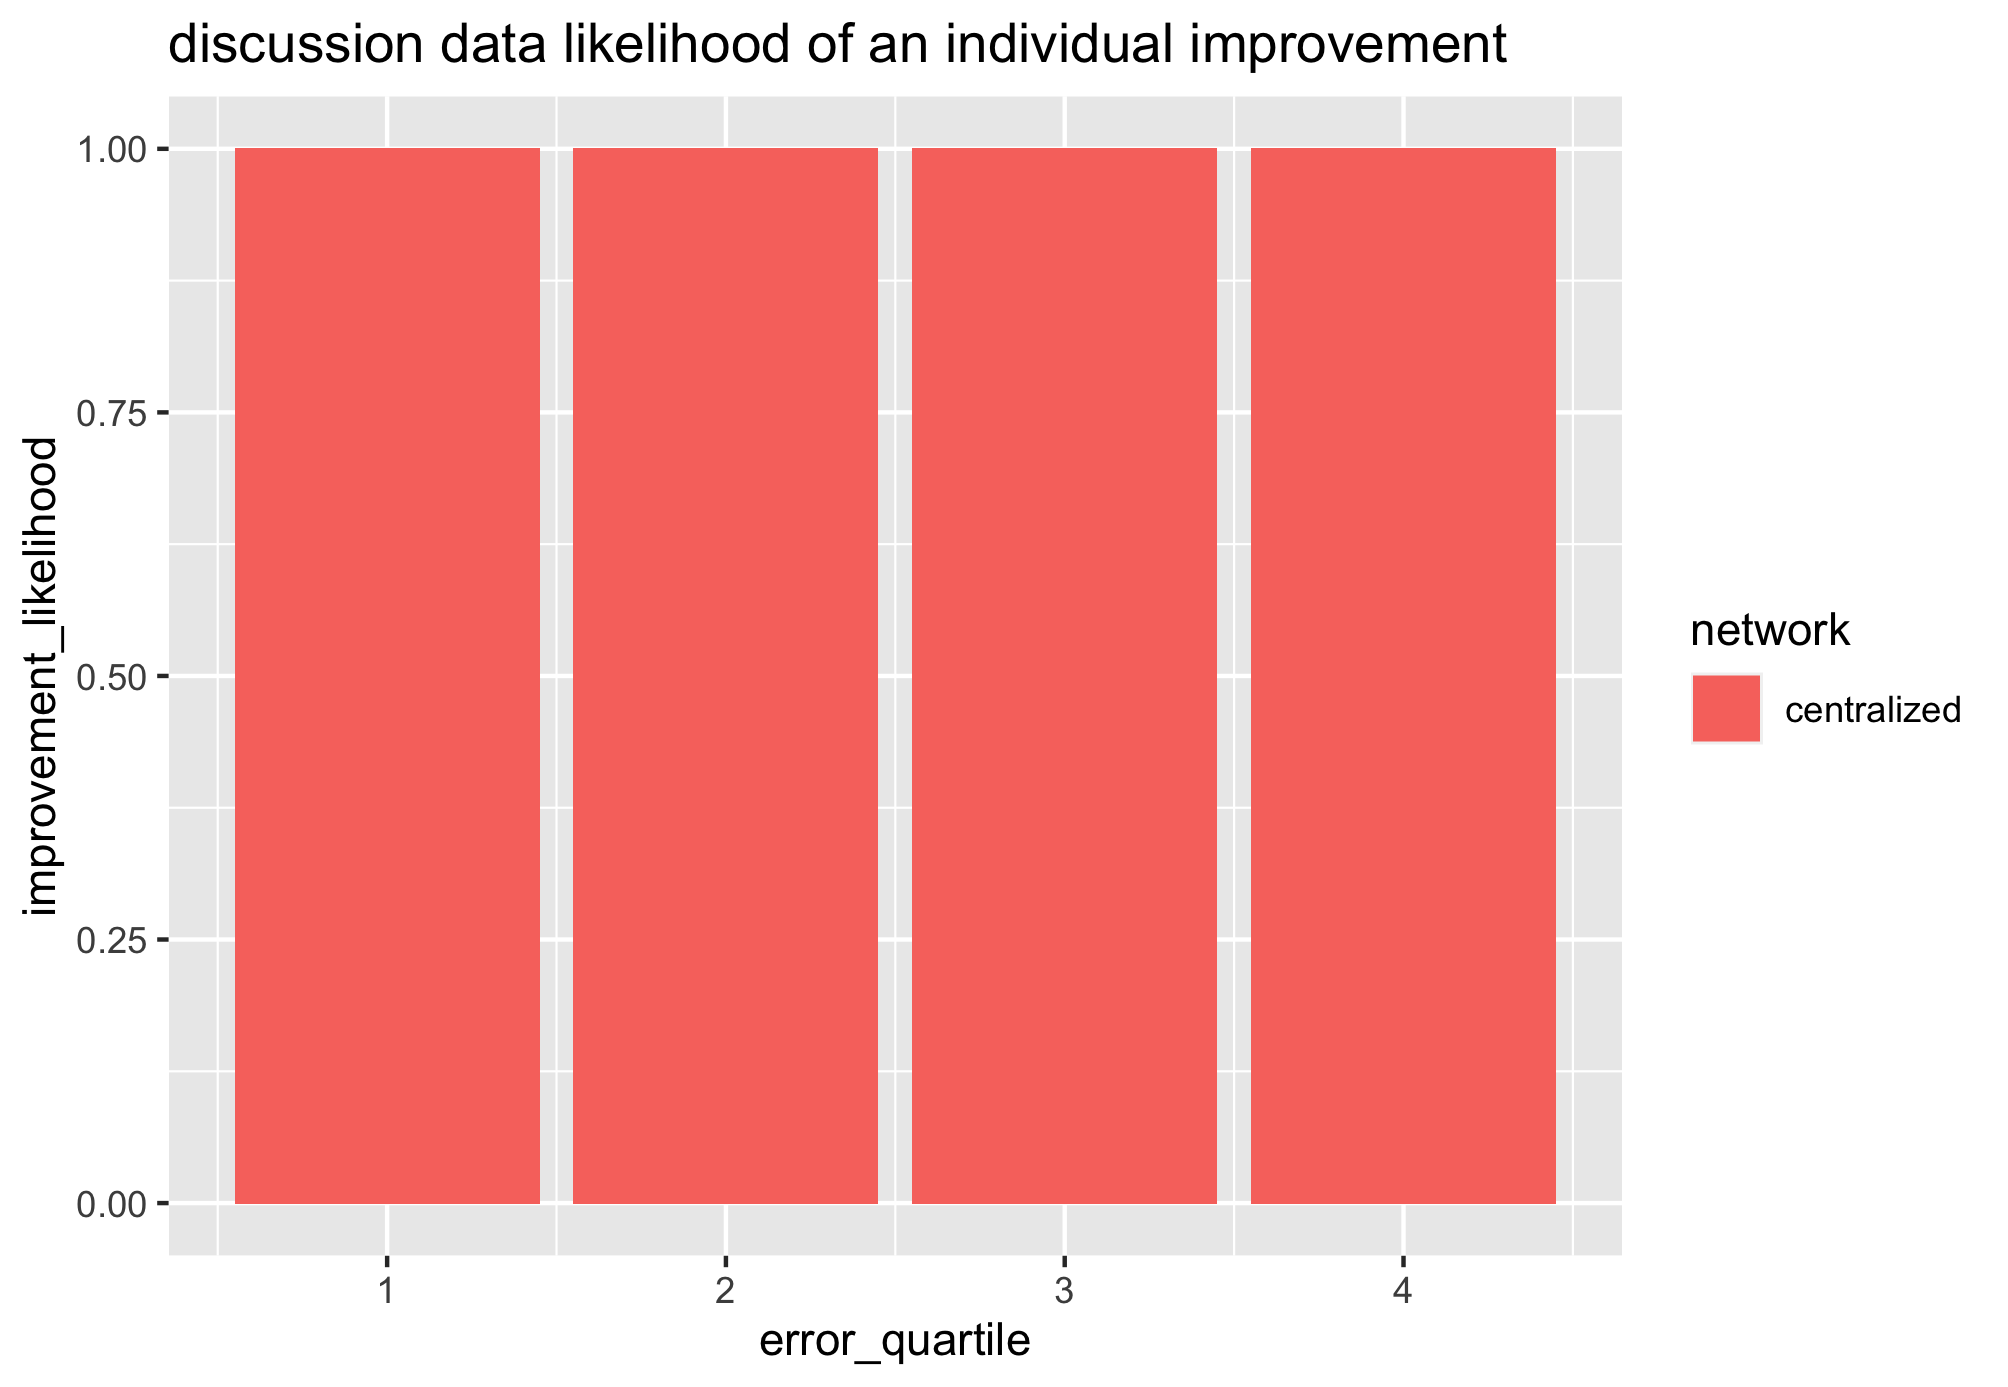 discussion data likelihood of an individual improvement
1.00
0.75
0.50
0.25
0.00
improvement_likelihood
1 2 3 4
error_quartile
network
centralized